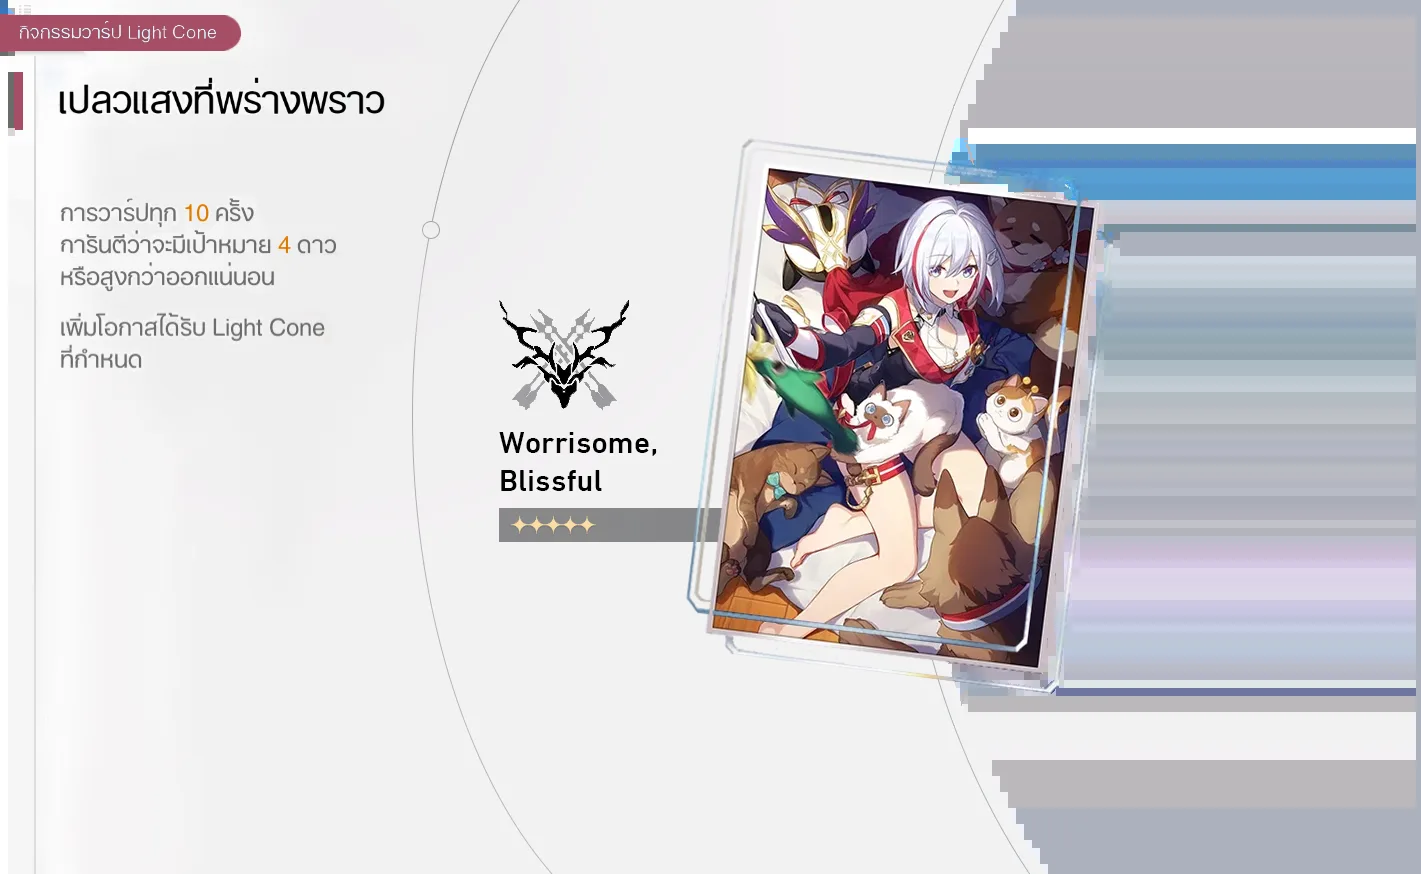 กิจกรรมวาร์ป Light Cone
เปลวแสงที่พร่างพราว
การวาร์ปทุก 10 ครั้ง
การันตีว่าจะมีเป้าหมาย 4 ดาว
หรือสูงกว่าออกแน่นอน
เพิ่มโอกาสได้รับ Light Cone
ที่กำหนด
Worrisome,
Blissful